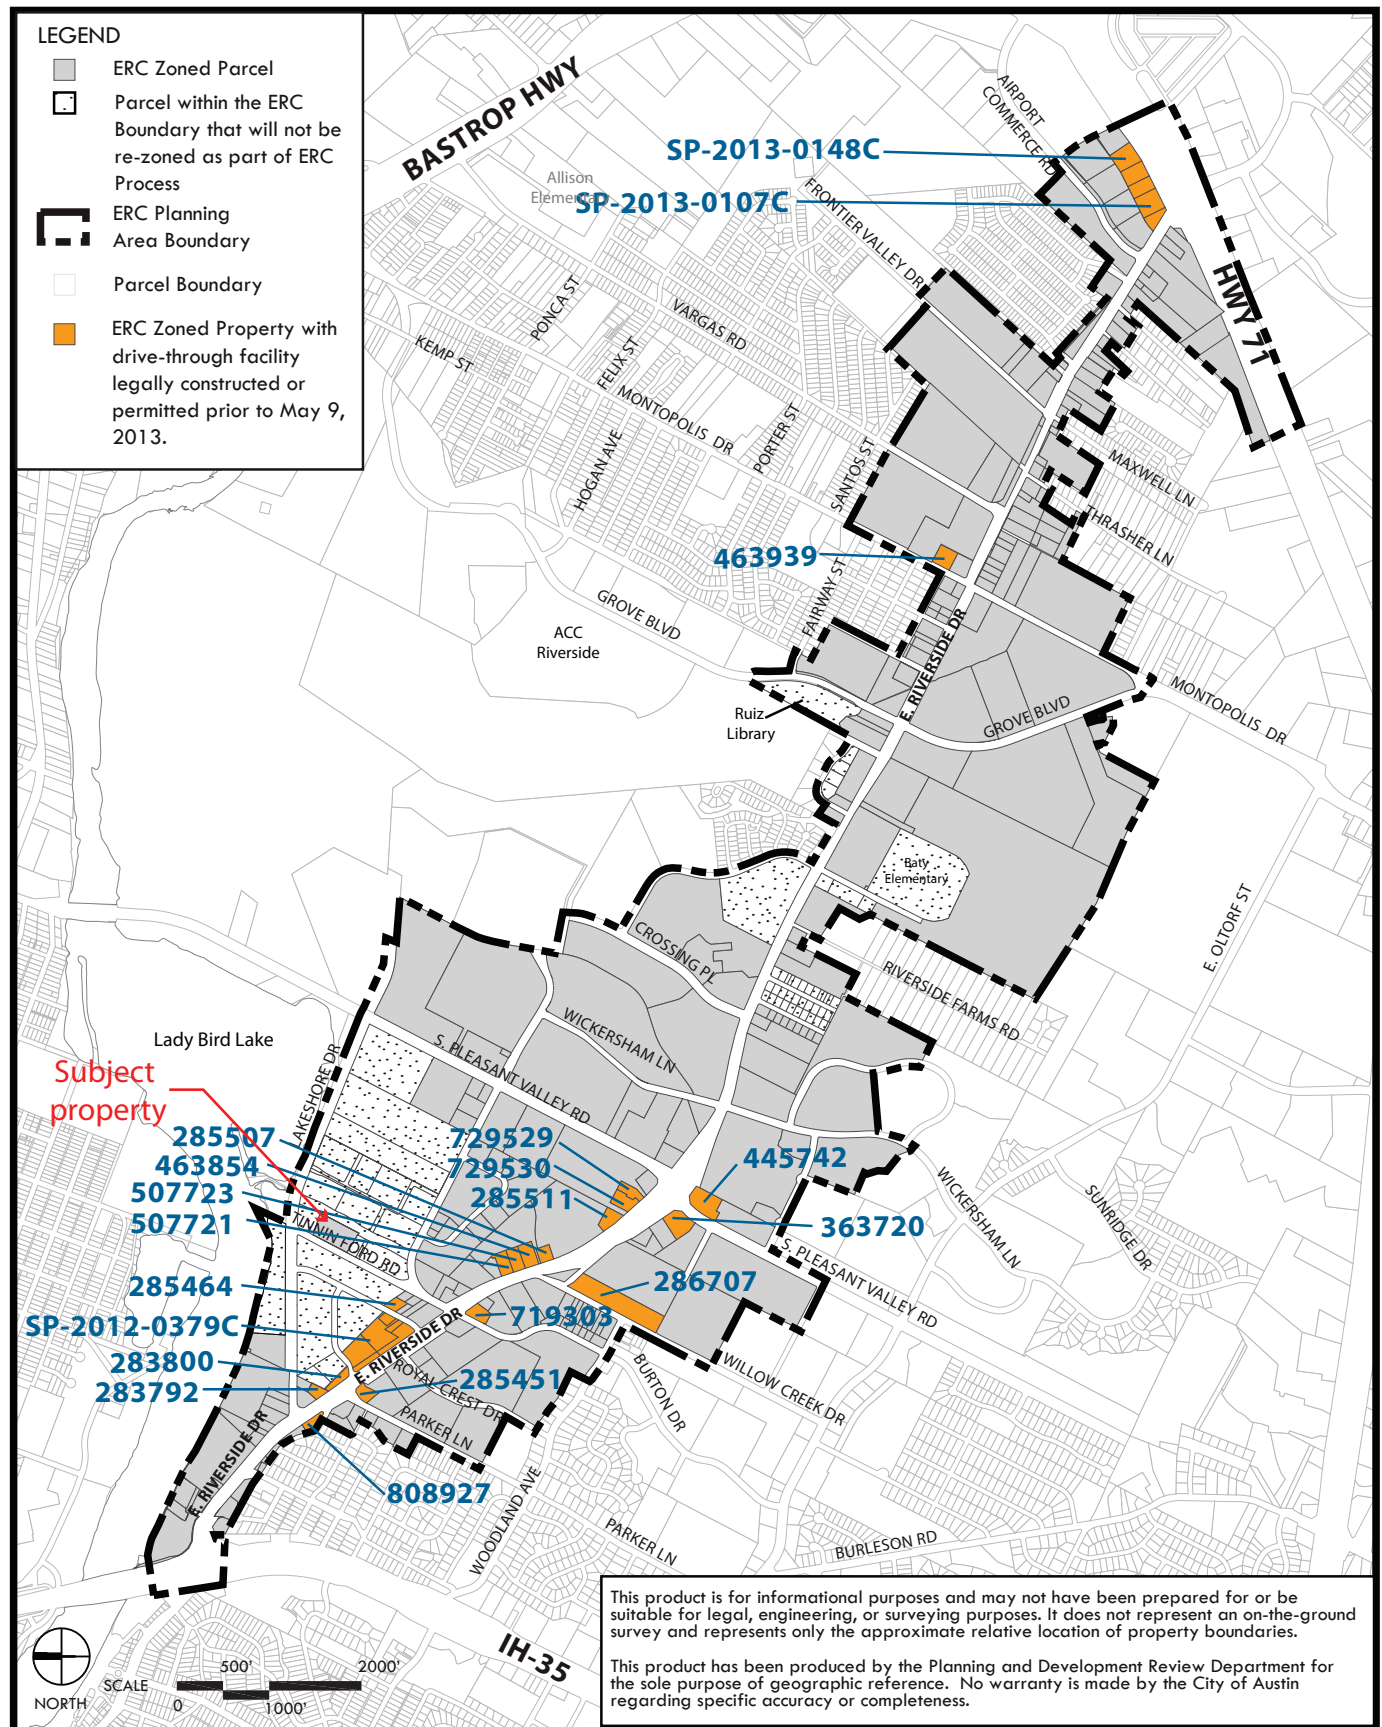 LEGEND
ERC Zoned Parcel
Parcel within the ERC
Boundary that will not be
re-zoned as part of ERC
Process
ERC Planning
Area Boundary
Parcel Boundary
ERC Zoned Property with
drive-through facility
legally constructed or
permitted prior to May 9,
2013.
BASTROP HWY
AIRPORT
COMMERCE RD
SP-2013-0148C
Allison
Elementary
SP-2013-0107C
FRONTIER VALLEY DR
HWY 71
PONCA ST
VARGAS RD
KEMP ST
FELIX ST
MONTOPOLIS DR
PORTER ST
HOGAN AVE
SANTOS ST
MAXWELL LN
THRASHER LN
463939
FAIRWAY ST
GROVE BLVD
ACC
Riverside
E. RIVERSIDE DR
MONTOPOLIS DR
GROVE BLVD
Ruiz
Library
Baty
Elementary
E. OLTORF ST
CROSSING PL
RIVERSIDE FARMS RD
WICKERSHAM LN
Lady Bird Lake
S. PLEASANT VALLEY RD
LAKESHORE DR
Subject
property
285507
463854
507723
507721
729529
729530
285511
445742
363720
WICKERSHAM LN
SUNRIDGE DR
TINNIN FORD RD
S. PLEASANT VALLEY RD
285464
286707
SP-2012-0379C
719303
E. RIVERSIDE DR
283800
283792
ROYAL CREST DR
285451
PARKER LN
BURTON DR
WILLOW CREEK DR
E. RIVERSIDE DR
808927
WOODLAND AVE
PARKER LN
BURLESON RD
IH-35
NORTH
SCALE
500'
2000'
0
1000'
This product is for informational purposes and may not have been prepared for or be
suitable for legal, engineering, or surveying purposes. It does not represent an on-the-ground
survey and represents only the approximate relative location of property boundaries.
This product has been produced by the Planning and Development Review Department for
the sole purpose of geographic reference. No warranty is made by the City of Austin
regarding specific accuracy or completeness.